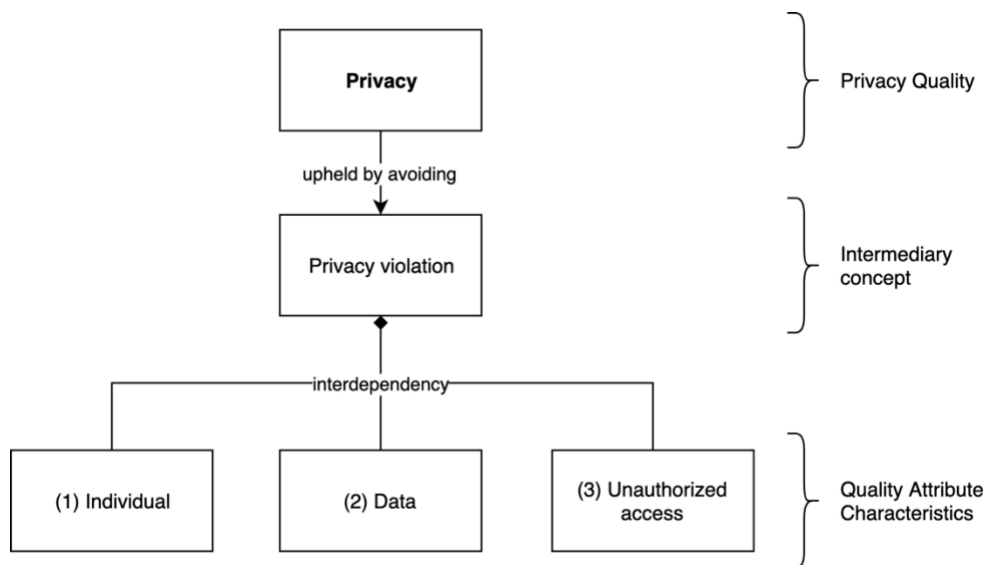 Privacy
Privacy Quality
upheld by avoiding
Privacy violation
Intermediary
concept
interdependency
(1) Individual
(2) Data
(3) Unauthorized
access
Quality Attribute
Characteristics